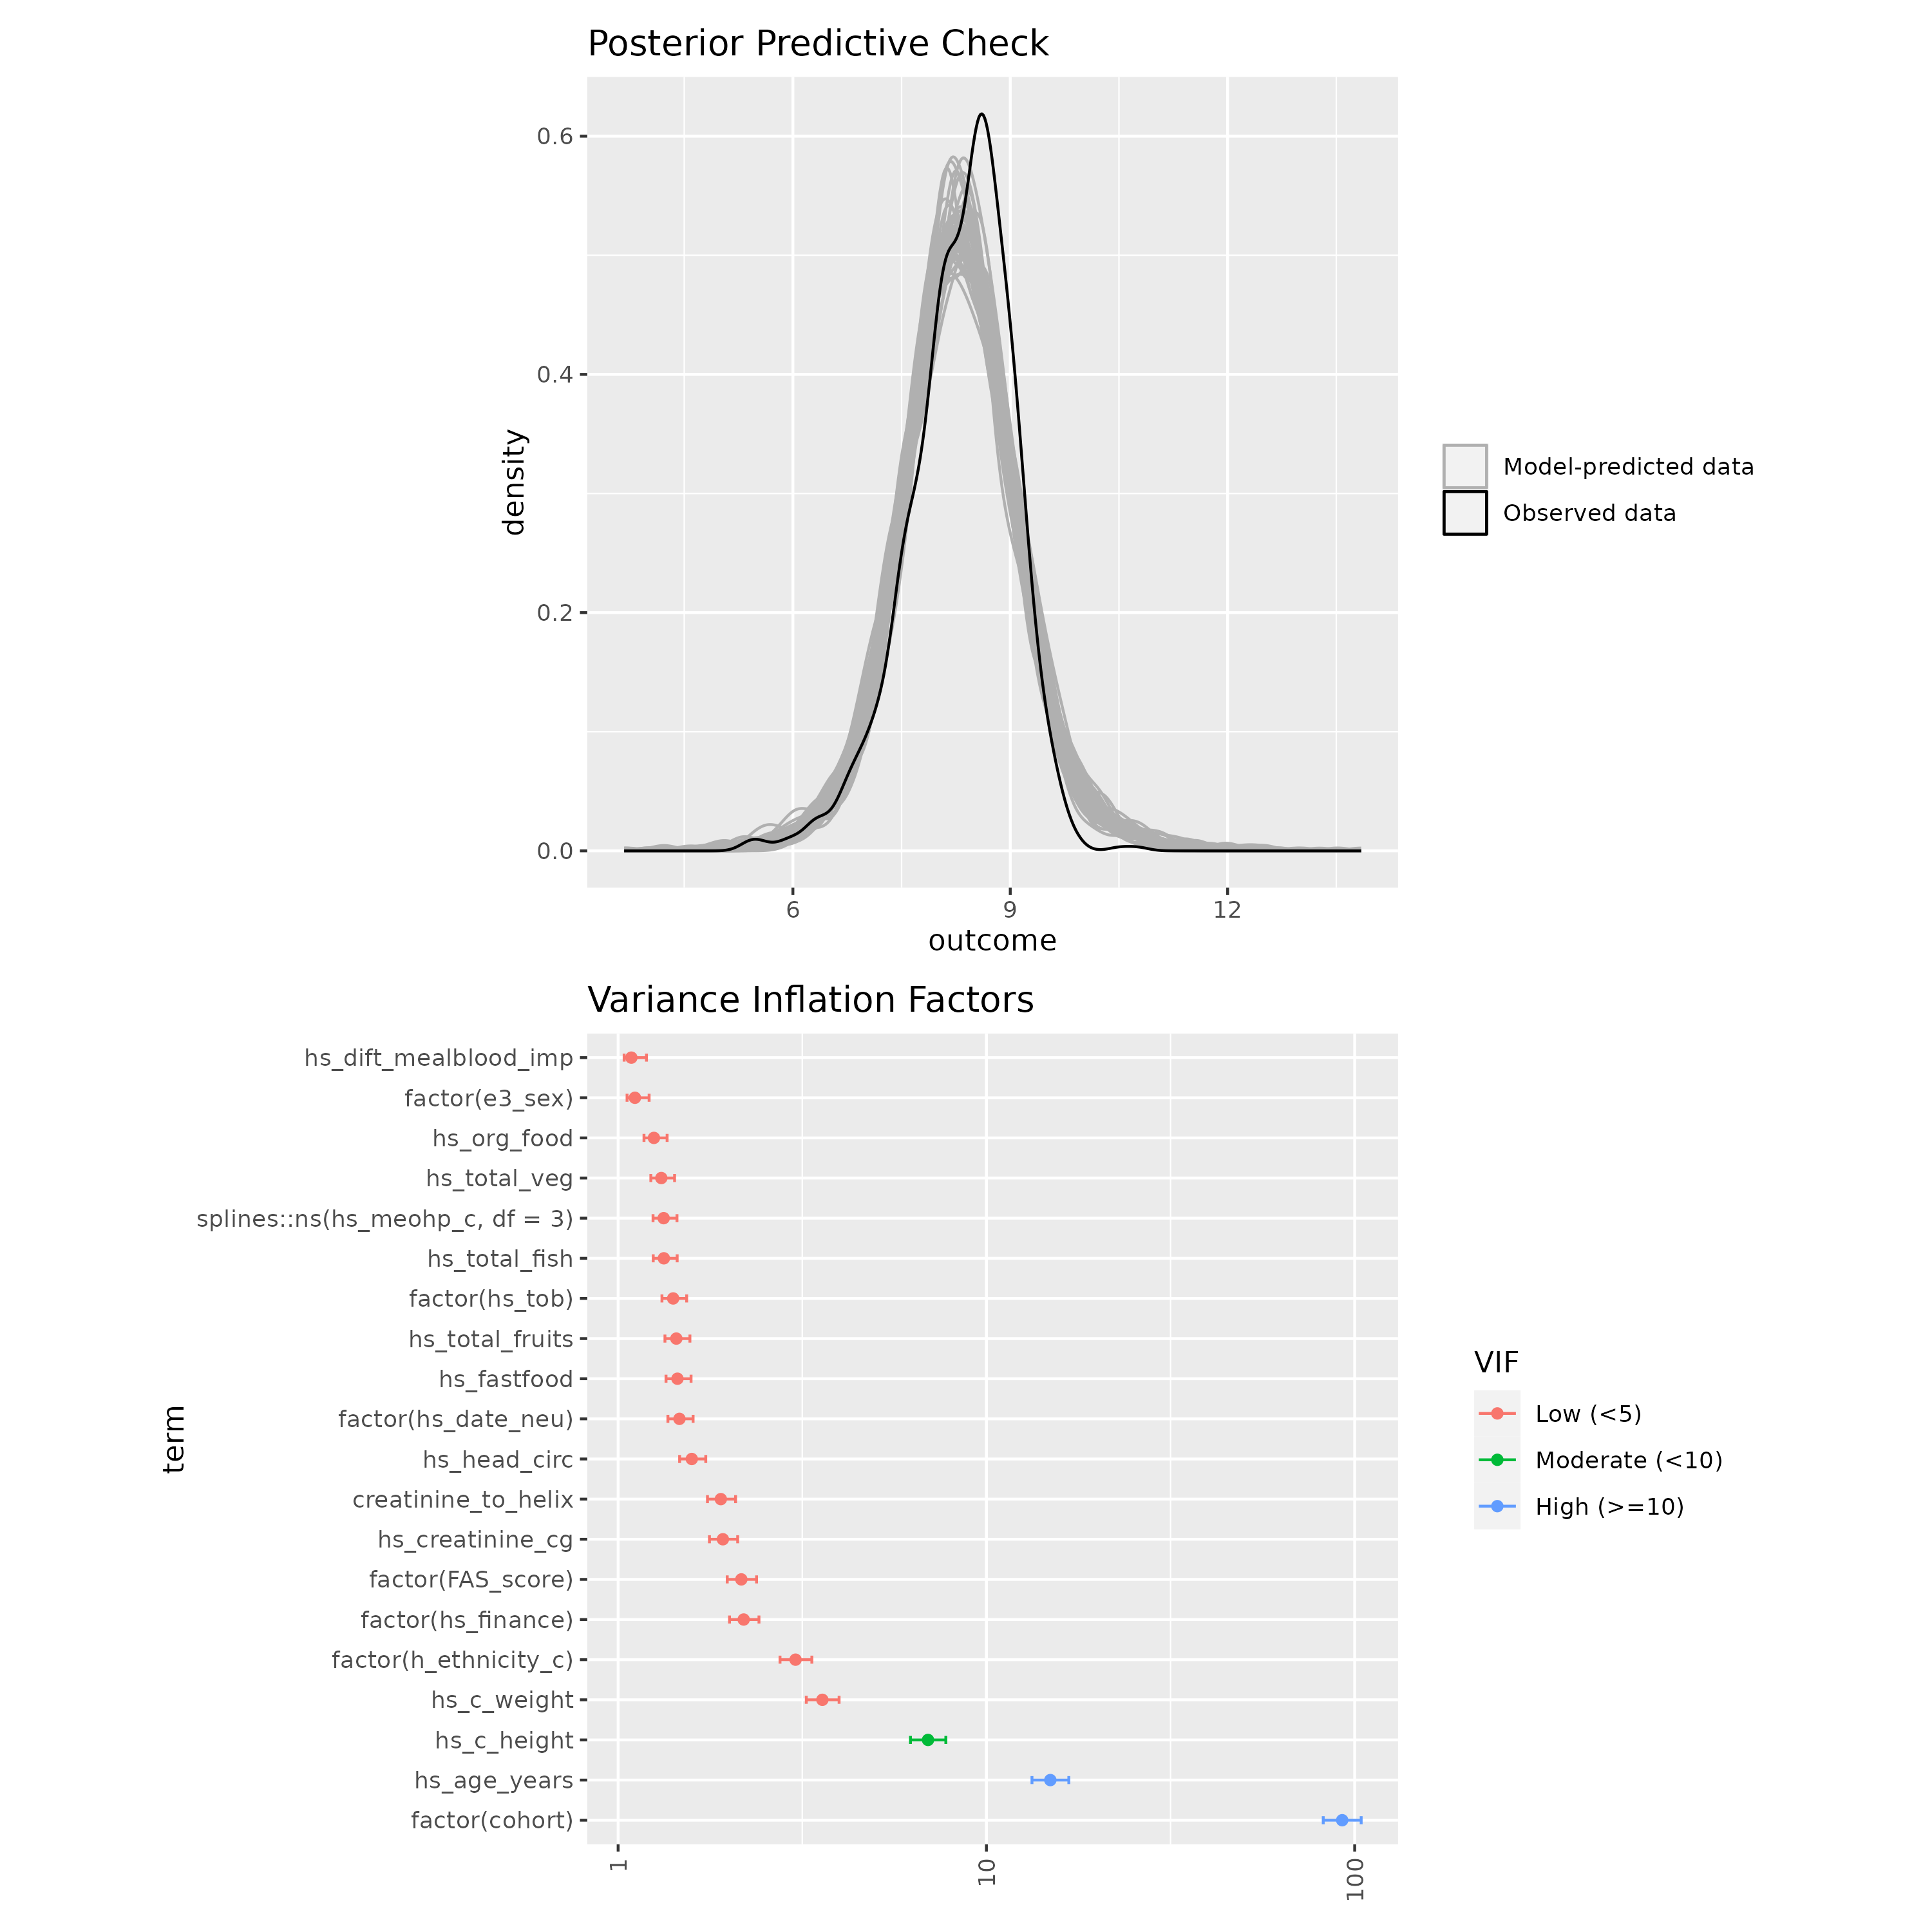 Posterior Predictive Check
density
0.6
0.4
0.2
0.0
6 9 12
outcome
Model-predicted data
Observed data
Variance Inflation Factors
term
hs_dift_mealblood_imp
factor(e3_sex)
hs_org_food
hs_total_veg
splines::ns(hs_meohp_c, df = 3)
hs_total_fish
factor(hs_tob)
hs_total_fruits
hs_fastfood
factor(hs_date_neu)
hs_head_circ
creatinine_to_helix
hs_creatinine_cg
factor(FAS_score)
factor(hs_finance)
factor(h_ethnicity_c)
hs_c_weight
hs_c_height
hs_age_years
factor(cohort)
1 10 100
VIF
Low (<5)
Moderate (<10)
High (>=10)